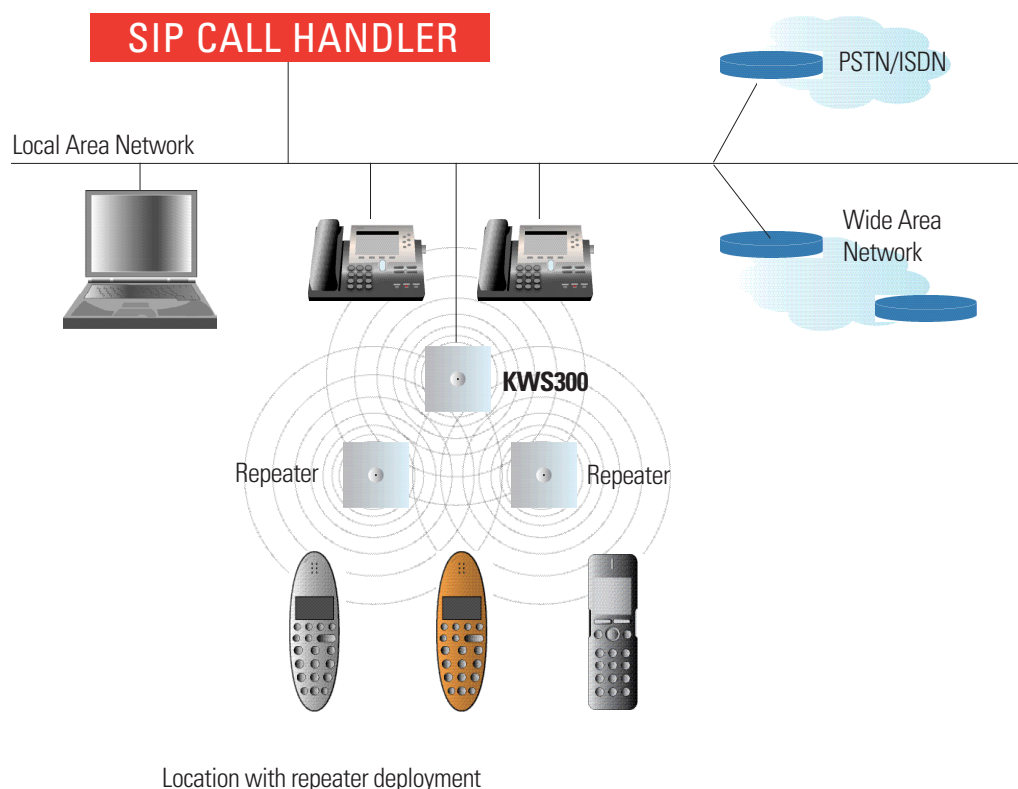 SIP CALL HANDLER
PSTN/ISDN
Local Area Network
Wide Area
Network
KWS300
Repeater
Repeater
Location with repeater deployment